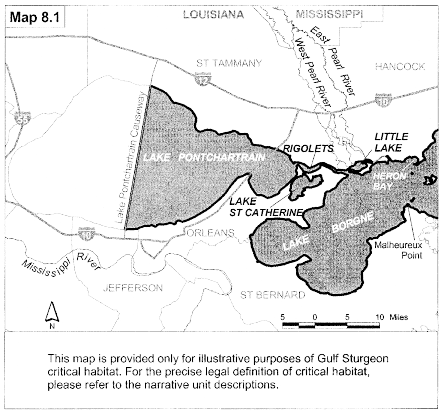 Map 8.1
LOUISIANA
MISSISSIPPI
ST TAMMANY
East Pearl River
West Pearl River
HANCOCK
12
10
55
Lake Pontchartrain Causeway
LAKE PONTCHARTRAIN
RIGOLETS
LITTLE
LAKE
HERON
BAY
LAKE
ST CATHERINE
LAKE BORGNE
10
ORLEANS
Malheureux
Point
Mississippi River
JEFFERSON
ST BERNARD
N
5 0 5 10 Miles
This map is provided only for illustrative purposes of Gulf Sturgeon
critical habitat. For the precise legal definition of critical habitat,
please refer to the narrative unit descriptions.